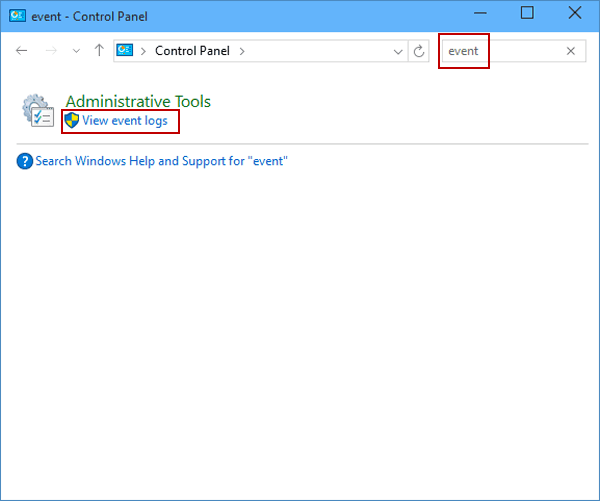 event - Control Panel
Control Panel
event
Administrative Tools
View event logs
Search Windows Help and Support for "event"